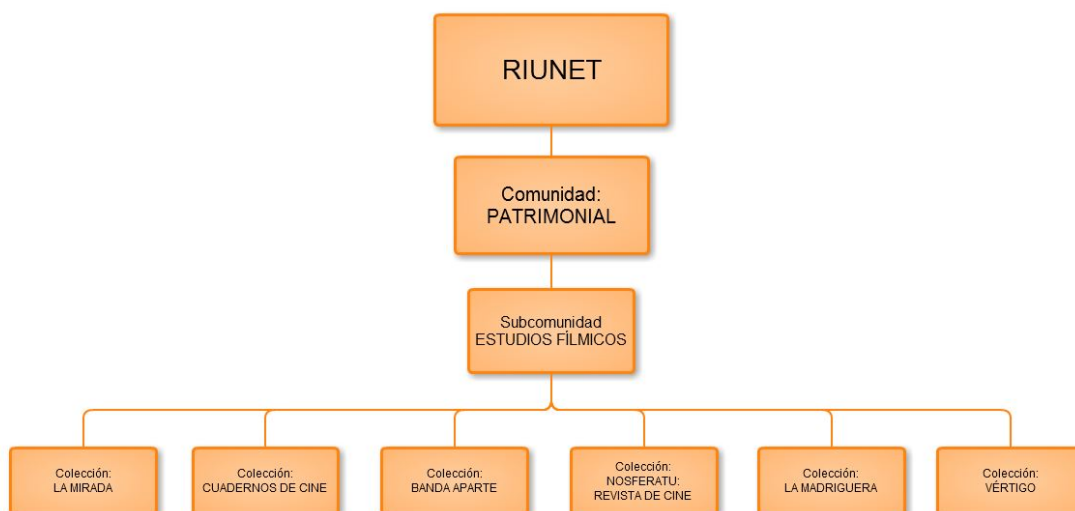 RIUNET
Comunidad:
PATRIMONIAL
Subcomunidad
ESTUDIOS FÍLMICOS
Colección:
LA MIRADA
Colección:
CUADERNOS DE CINE
Colección:
BANDA APARTE
Colección:
NOSFERATU:
REVISTA DE CINE
Colección:
LA MADRIGUERA
Colección:
VÉRTIGO